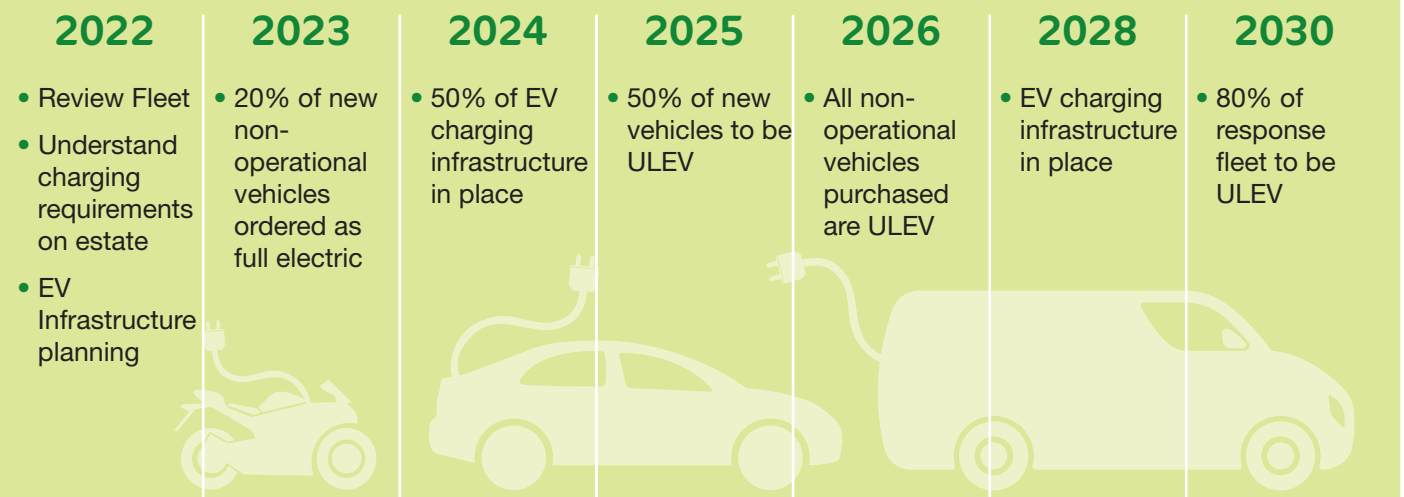 2022
• Review Fleet
• Understand
charging
requirements
on estate
• EV
Infrastructure
planning
2023
• 20% of new
non-
operational
vehicles
ordered as
full electric
2024
• 50% of EV
charging
infrastructure
in place
2025
• 50% of new
vehicles to be
ULEV
2026
• All non-
operational
vehicles
purchased
are ULEV
2028
• EV charging
infrastructure
in place
2030
• 80% of
response
fleet to be
ULEV